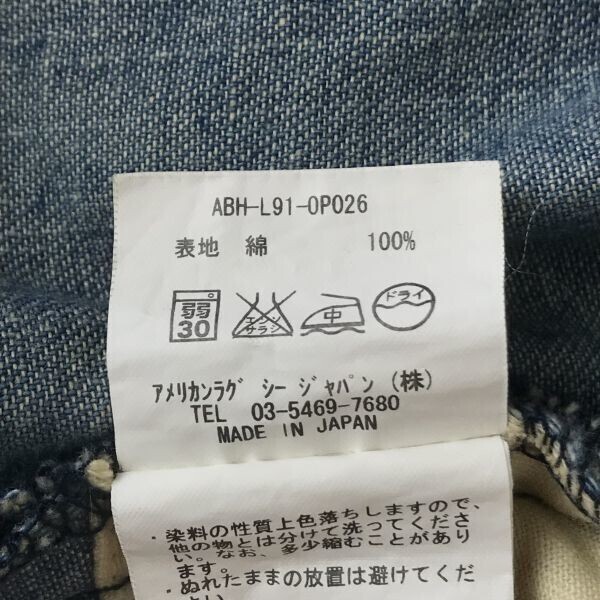 ABH-L91-0P026
表地 綿 100%
弱
30
エンソ
サラシ
中
ドライ
アメリカンラグ シー ジャパン (株)
TEL 03-5469-7680
MADE IN JAPAN
・染料の性質上色落ちしますので、
他の物とは分けて洗ってくださ
い。なお、多少縮むことがあり
ます。
・ぬれたままの放置は避けてくだ
さい